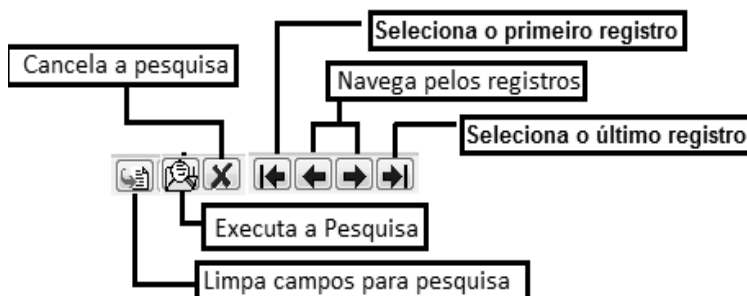 Seleciona o primeiro registro
Cancela a pesquisa
Navega pelos registros
Seleciona o último registro
Executa a Pesquisa
Limpa campos para pesquisa